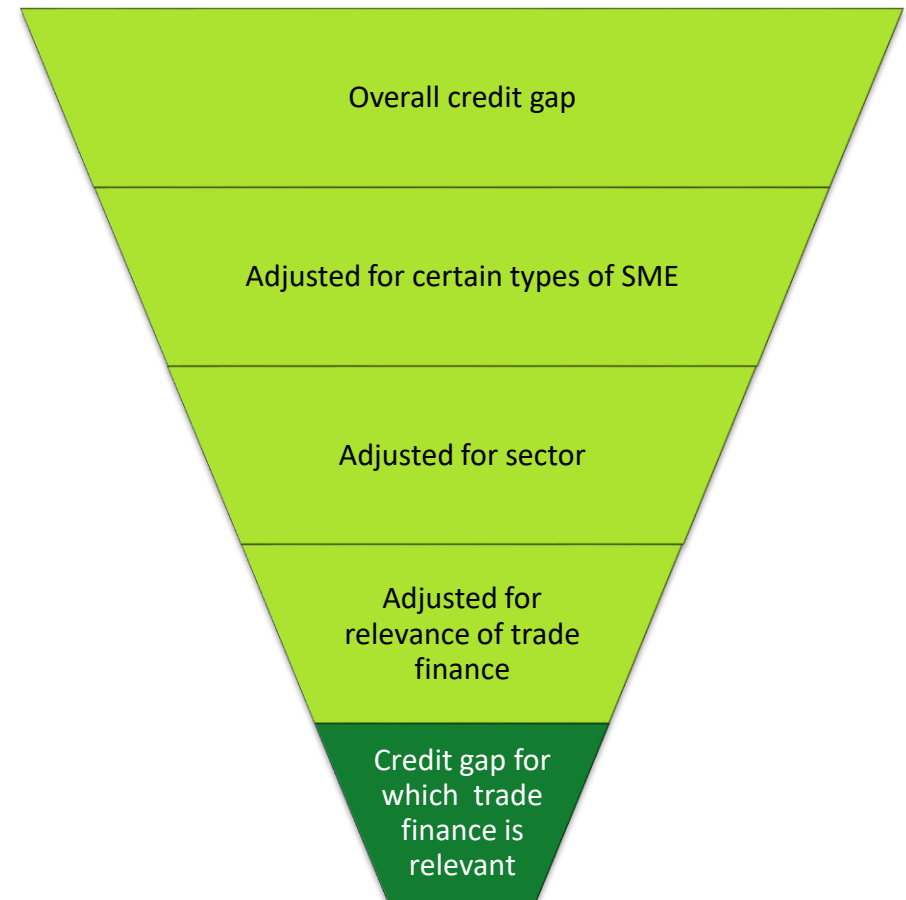 Overall credit gap
Adjusted for certain types of SME
Adjusted for sector
Adjusted for
relevance of trade
finance
Credit gap for
which  trade
finance is
relevant